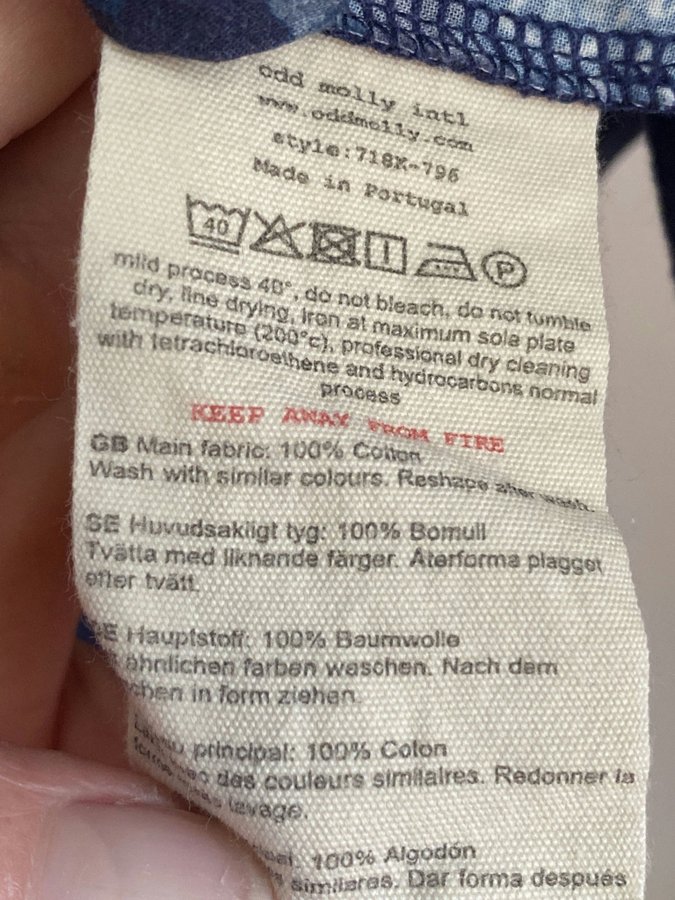 odd molly intl
www.oddmolly.com
style:718K-796
Made in Portugal
40 P
mild process 40°, do not bleach, do not tumble
dry, line drying, iron at maximum sole plate
temperature (200°c), professional dry cleaning
with tetrachloroethene and hydrocarbons normal
process
KEEP AWAY FROM FIRE
GB Main fabric: 100% Cotton
Wash with similar colours. Reshape after wash.
SE Huvudsakligt tyg: 100% Bomull
Tvätta med liknande färger. Återforma plagget
efter tvätt.
Hauptstoff: 100% Baumwolle
ähnlichen farben waschen. Nach dem
in form ziehen.
principal: 100% Coton
des couleurs similaires. Redonner la
lavage.
100% Algodón
similares. Dar forma después